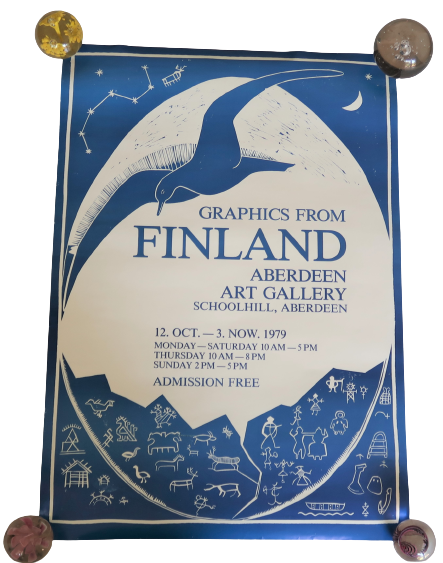 GRAPHICS FROM
FINLAND
ABERDEEN
ART GALLERY
SCHOOLHILL, ABERDEEN
12. OCT. — 3. NOW. 1979
MONDAY — SATURDAY 10 AM — 5 PM
THURSDAY 10 AM — 8 PM
SUNDAY 2 PM — 5 PM
ADMISSION FREE